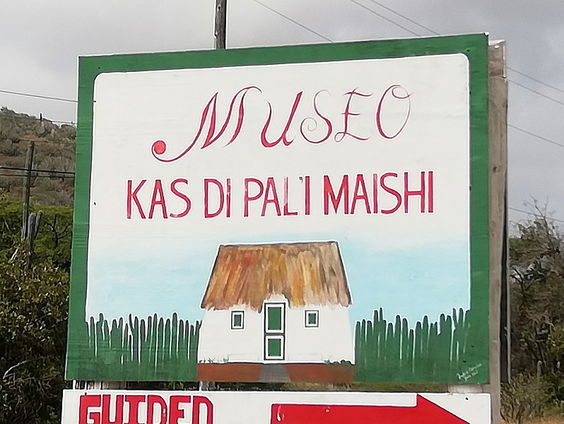 MUSEO
KAS DI PAL'I MAISHI
GUIDED